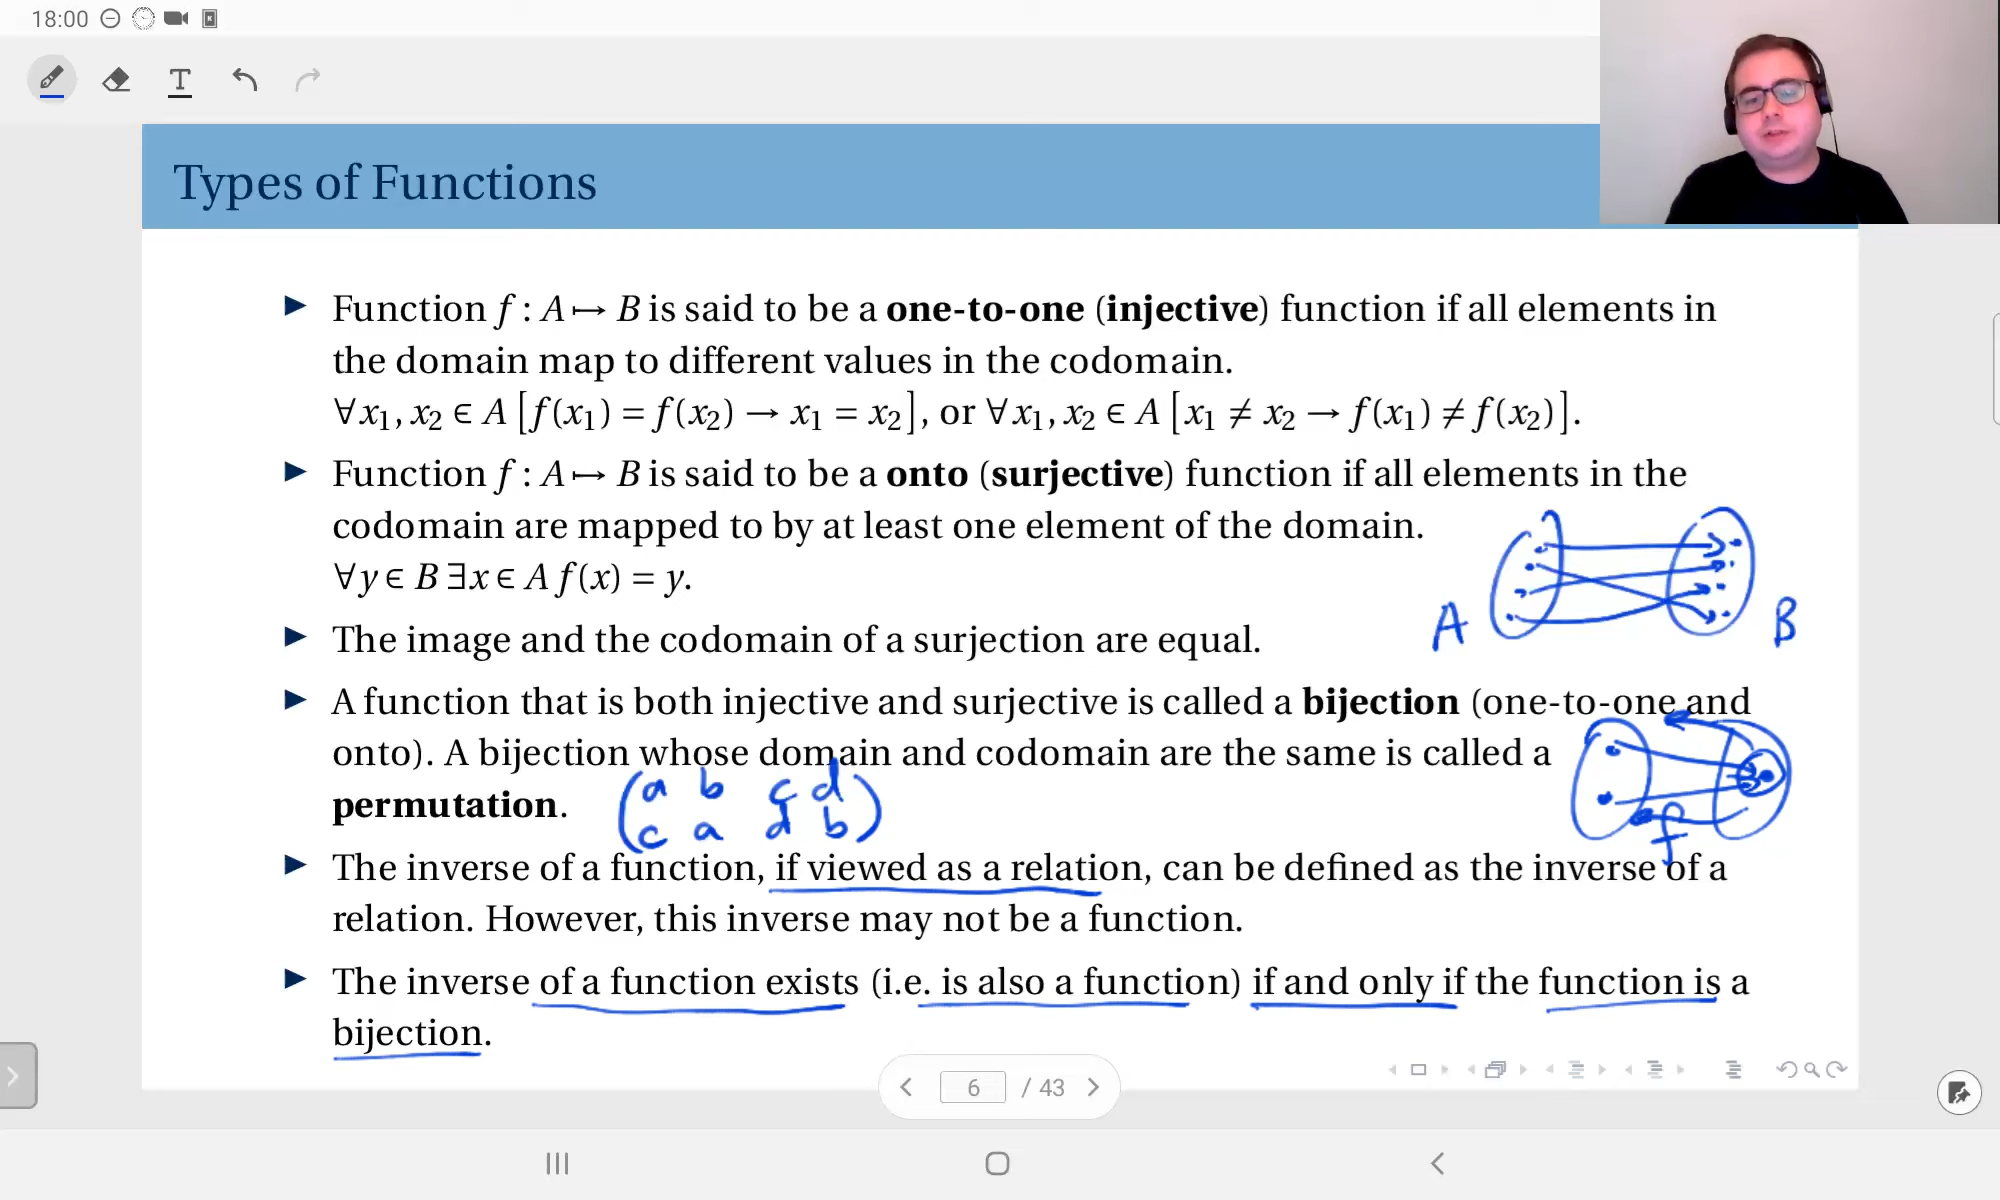 18:00
T
Types of Functions
▶ Function f : A ↦ B is said to be a one-to-one (injective) function if all elements in
the domain map to different values in the codomain.
∀x₁, x₂ ∈ A [f(x₁) = f(x₂) → x₁ = x₂], or ∀x₁, x₂ ∈ A [x₁ ≠ x₂ → f(x₁) ≠ f(x₂)].
▶ Function f : A ↦ B is said to be a onto (surjective) function if all elements in the
codomain are mapped to by at least one element of the domain.
∀y ∈ B ∃x ∈ A f(x) = y.
A B
▶ The image and the codomain of a surjection are equal.
▶ A function that is both injective and surjective is called a bijection (one-to-one and
onto). A bijection whose domain and codomain are the same is called a
permutation.
(a b c d
c a d b)
f
▶ The inverse of a function, if viewed as a relation, can be defined as the inverse of a
relation. However, this inverse may not be a function.
▶ The inverse of a function exists (i.e. is also a function) if and only if the function is a
bijection.
6 / 43